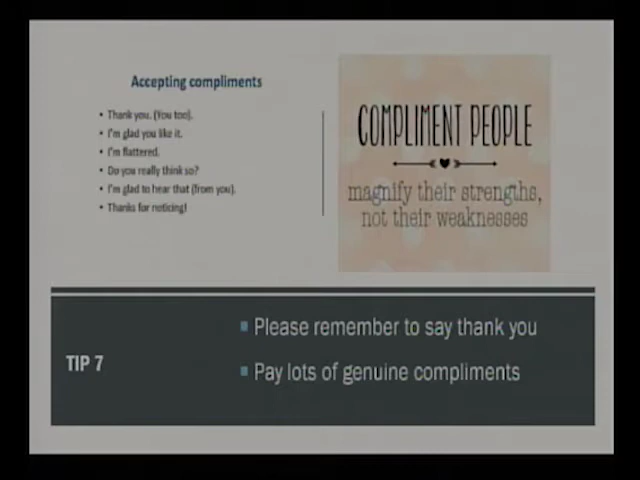 Accepting compliments
• Thank you. (You too).
• I'm glad you like it.
• I'm flattered.
• Do you really think so?
• I'm glad to hear that (from you).
• Thanks for noticing!
COMPLIMENT PEOPLE
magnify their strengths,
not their weaknesses
TIP 7
▪ Please remember to say thank you
▪ Pay lots of genuine compliments